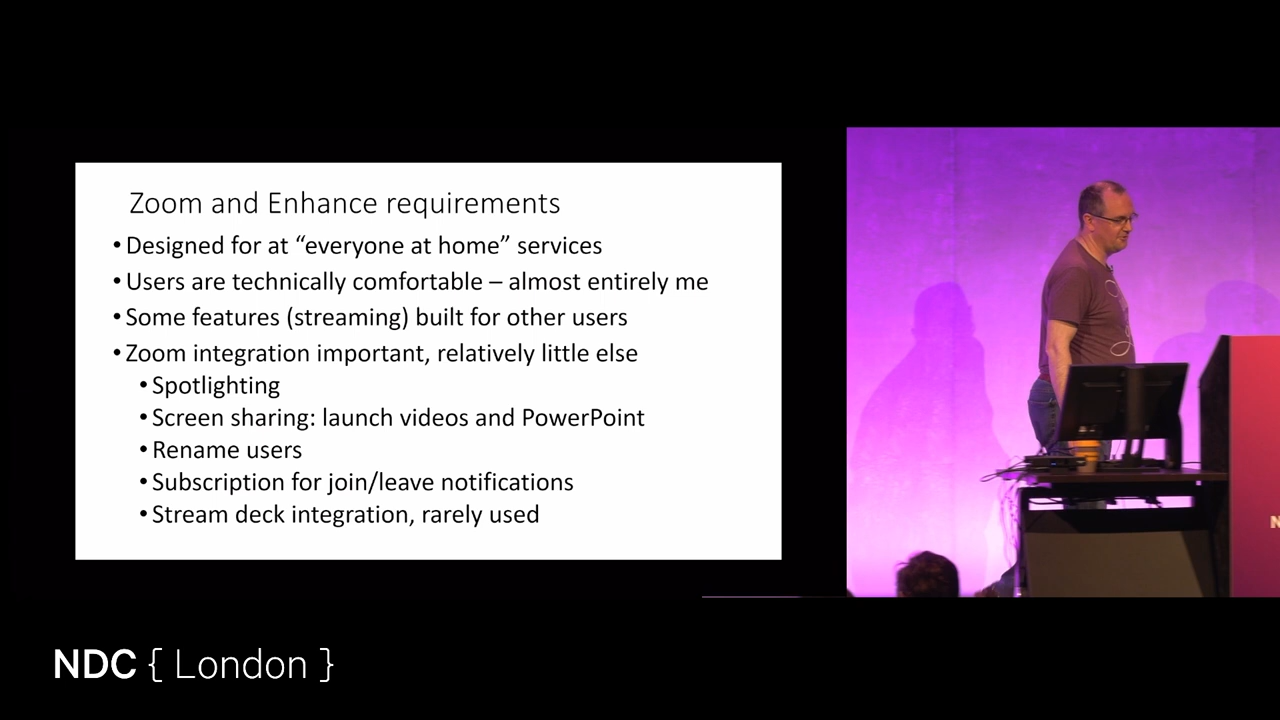 Zoom and Enhance requirements
• Designed for at “everyone at home” services
• Users are technically comfortable – almost entirely me
• Some features (streaming) built for other users
• Zoom integration important, relatively little else
• Spotlighting
• Screen sharing: launch videos and PowerPoint
• Rename users
• Subscription for join/leave notifications
• Stream deck integration, rarely used
N
NDC { London }